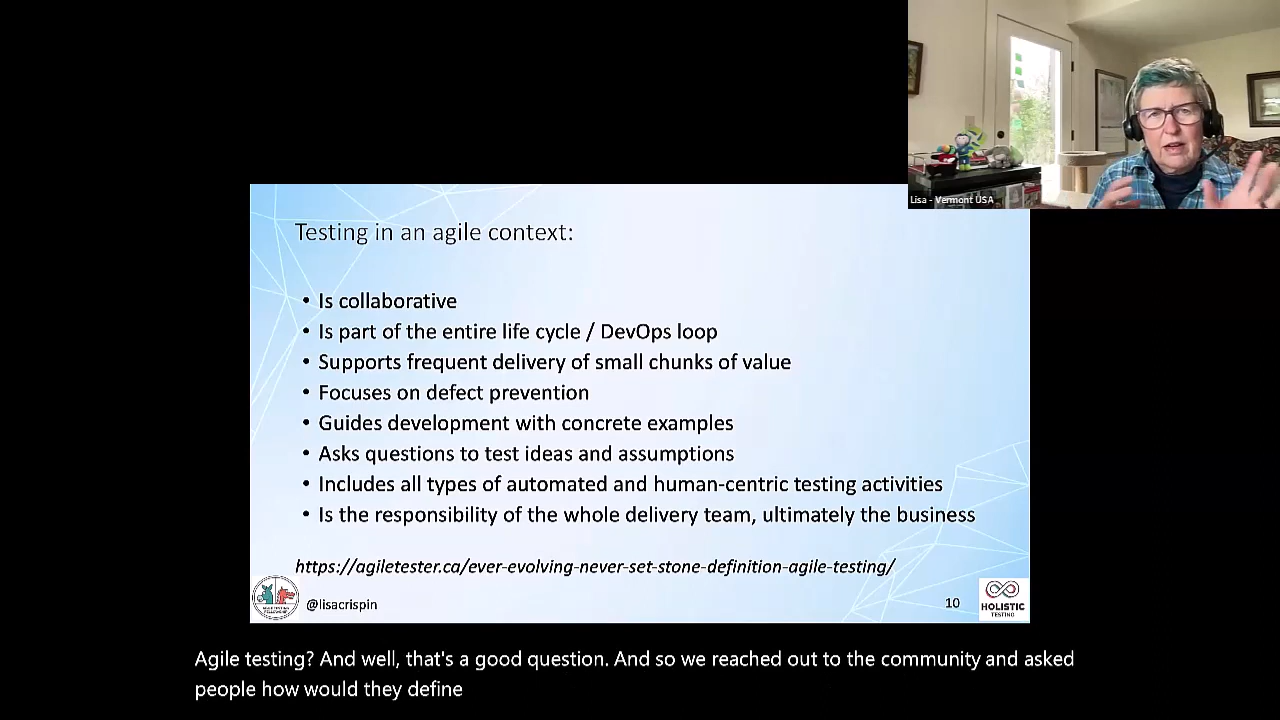 Lisa - Vermont USA
Testing in an agile context:
• Is collaborative
• Is part of the entire life cycle / DevOps loop
• Supports frequent delivery of small chunks of value
• Focuses on defect prevention
• Guides development with concrete examples
• Asks questions to test ideas and assumptions
• Includes all types of automated and human-centric testing activities
• Is the responsibility of the whole delivery team, ultimately the business
https://agiletester.ca/ever-evolving-never-set-stone-definition-agile-testing/
@lisacrispin
10
HOLISTIC
TESTING
Agile testing? And well, that's a good question. And so we reached out to the community and asked
people how would they define